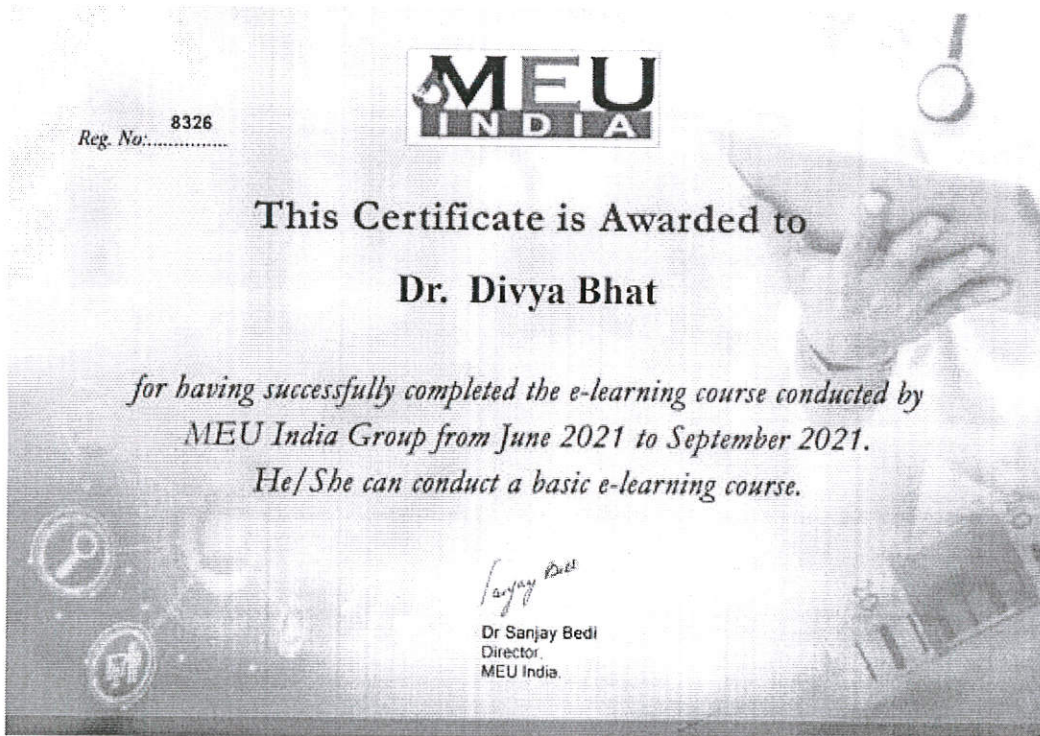 MEU
INDIA
8326
Reg. No:...............
This Certificate is Awarded to
Dr. Divya Bhat
for having successfully completed the e-learning course conducted by
MEU India Group from June 2021 to September 2021.
He/She can conduct a basic e-learning course.
Sanjay Bedi
Dr Sanjay Bedi
Director,
MEU India.